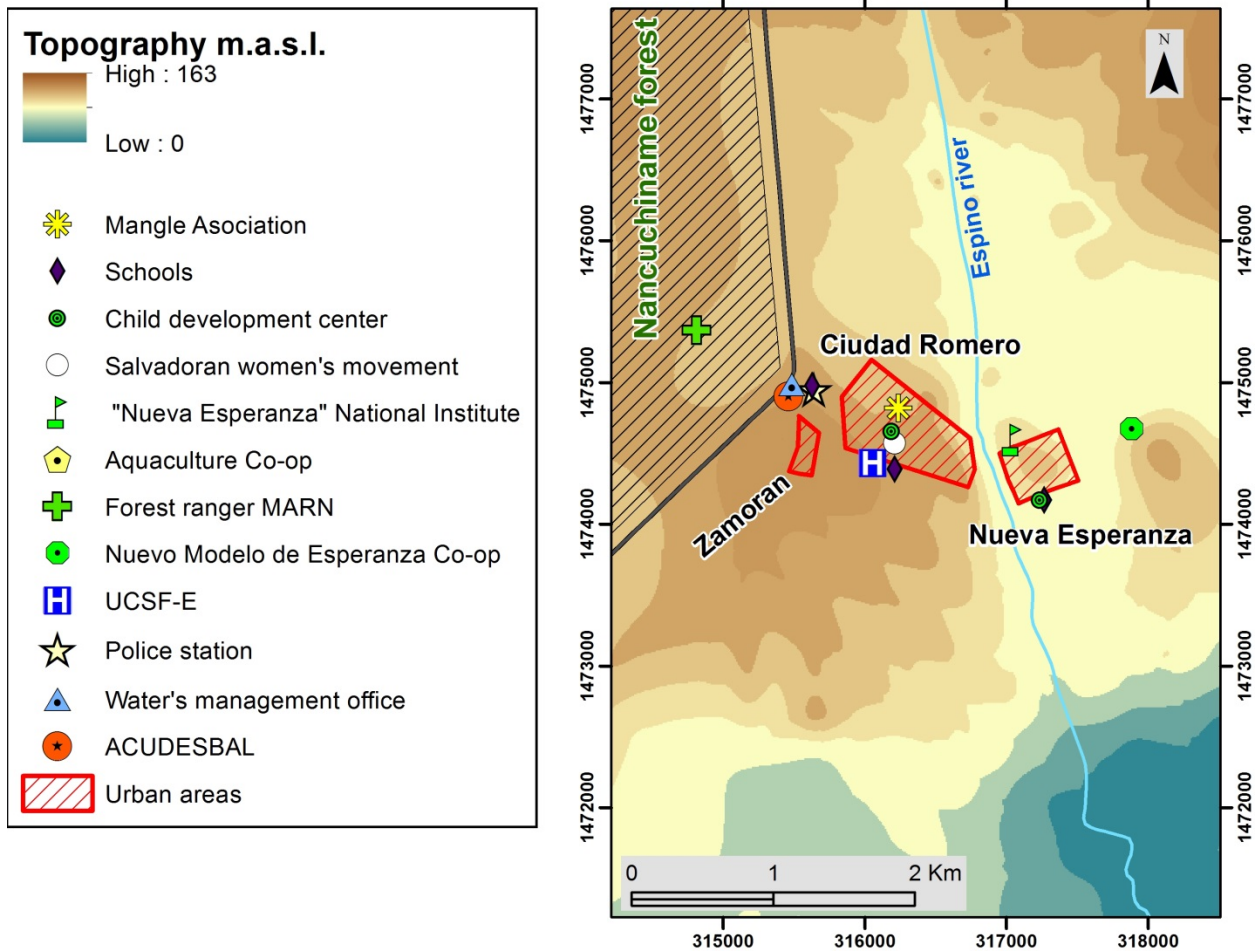 Topography m.a.s.l.
High : 163
Low : 0
Mangle Asociation
Schools
Child development center
Salvadoran women's movement
"Nueva Esperanza" National Institute
Aquaculture Co-op
Forest ranger MARN
Nuevo Modelo de Esperanza Co-op
H UCSF-E
Police station
Water's management office
ACUDESBAL
Urban areas
N
Nancuchiname forest
Espino river
Ciudad Romero
Zamoran
H
Nueva Esperanza
1477000
1476000
1475000
1474000
1473000
1472000
1477000
1476000
1475000
1474000
1473000
1472000
0 1 2 Km
315000 316000 317000 318000